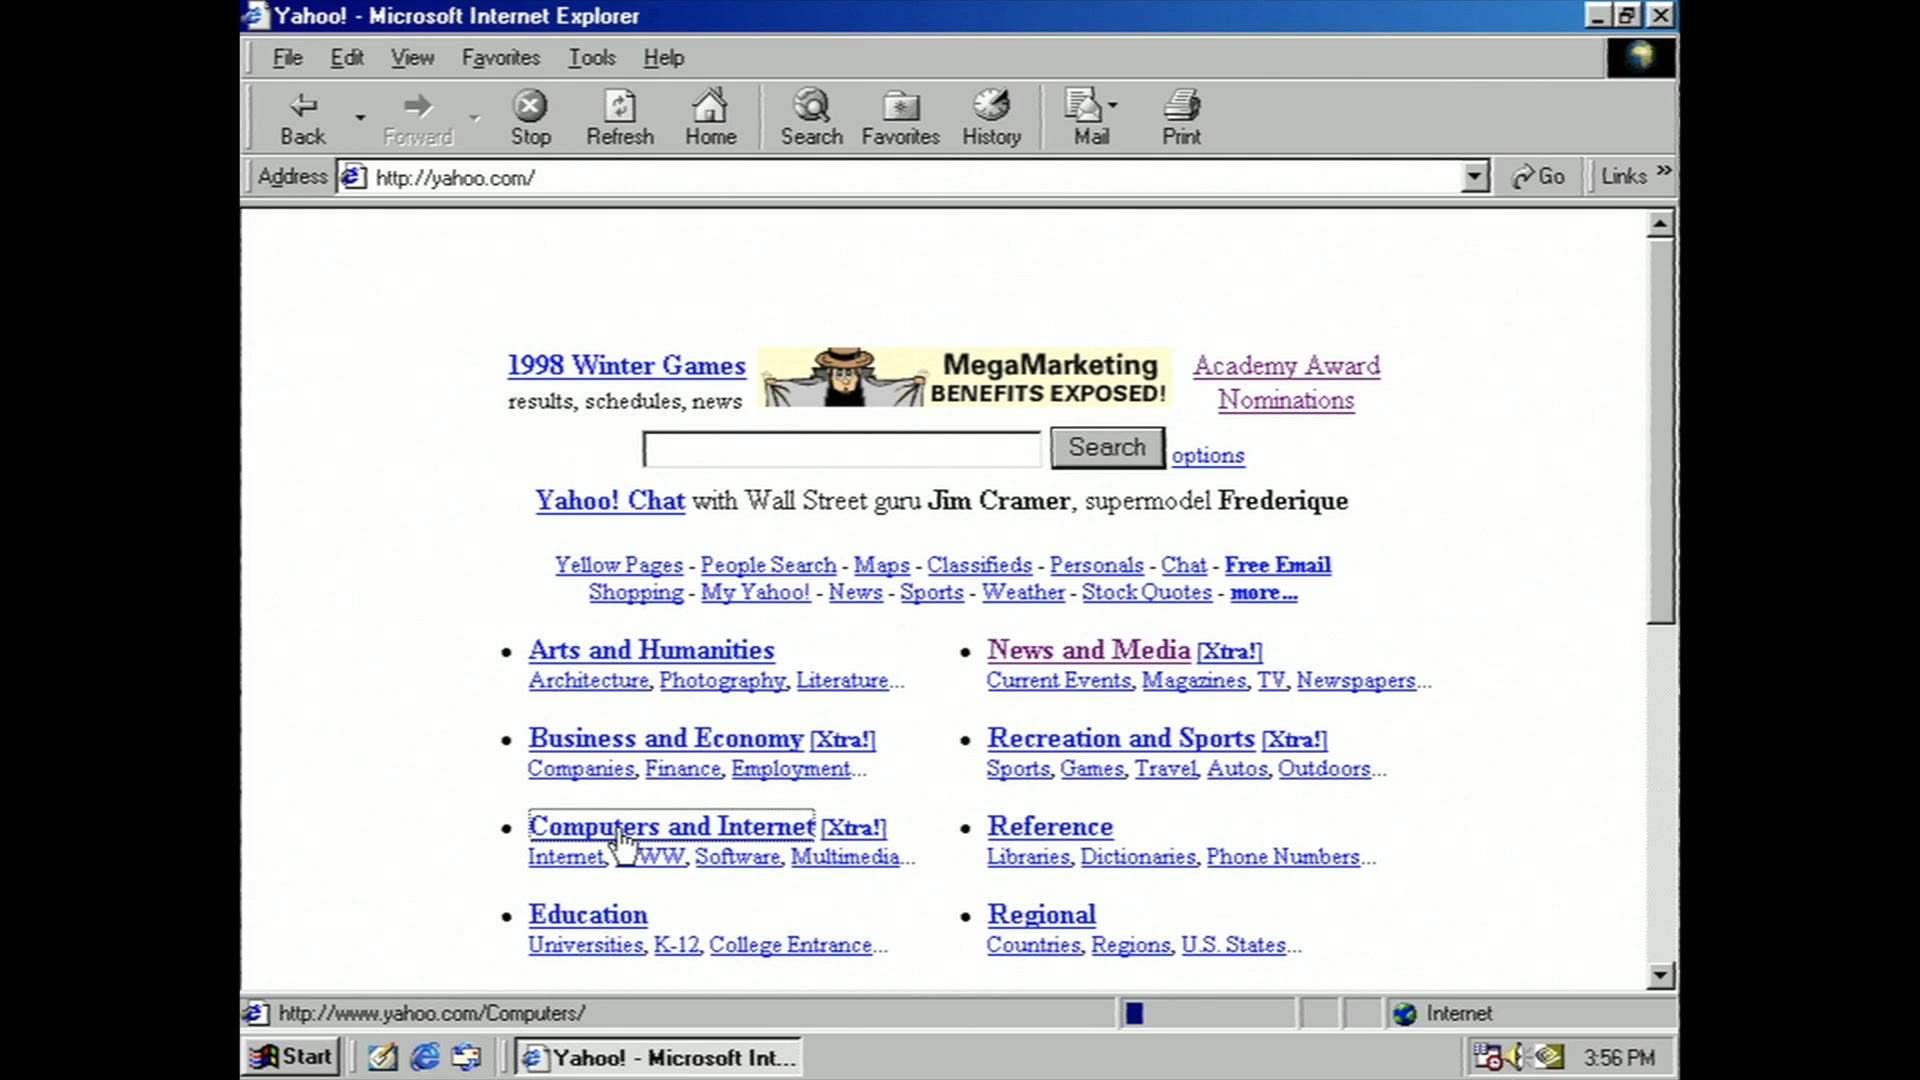 Yahoo! - Microsoft Internet Explorer
File Edit View Favorites Tools Help
Back Forward Stop Refresh Home Search Favorites History Mail Print
Address http://yahoo.com/ Go Links »
1998 Winter Games
results, schedules, news
MegaMarketing
BENEFITS EXPOSED!
Academy Award
Nominations
Search options
Yahoo! Chat with Wall Street guru Jim Cramer, supermodel Frederique
Yellow Pages - People Search - Maps - Classifieds - Personals - Chat - Free Email
Shopping - My Yahoo! - News - Sports - Weather - Stock Quotes - more...
• Arts and Humanities
Architecture, Photography, Literature...
• News and Media [Xtra!]
Current Events, Magazines, TV, Newspapers...
• Business and Economy [Xtra!]
Companies, Finance, Employment...
• Recreation and Sports [Xtra!]
Sports, Games, Travel, Autos, Outdoors...
• Computers and Internet [Xtra!]
Internet, WW, Software, Multimedia...
• Reference
Libraries, Dictionaries, Phone Numbers...
• Education
Universities, K-12, College Entrance...
• Regional
Countries, Regions, U.S. States...
http://www.yahoo.com/Computers/ Internet
Start Yahoo! - Microsoft Int... 3:56 PM